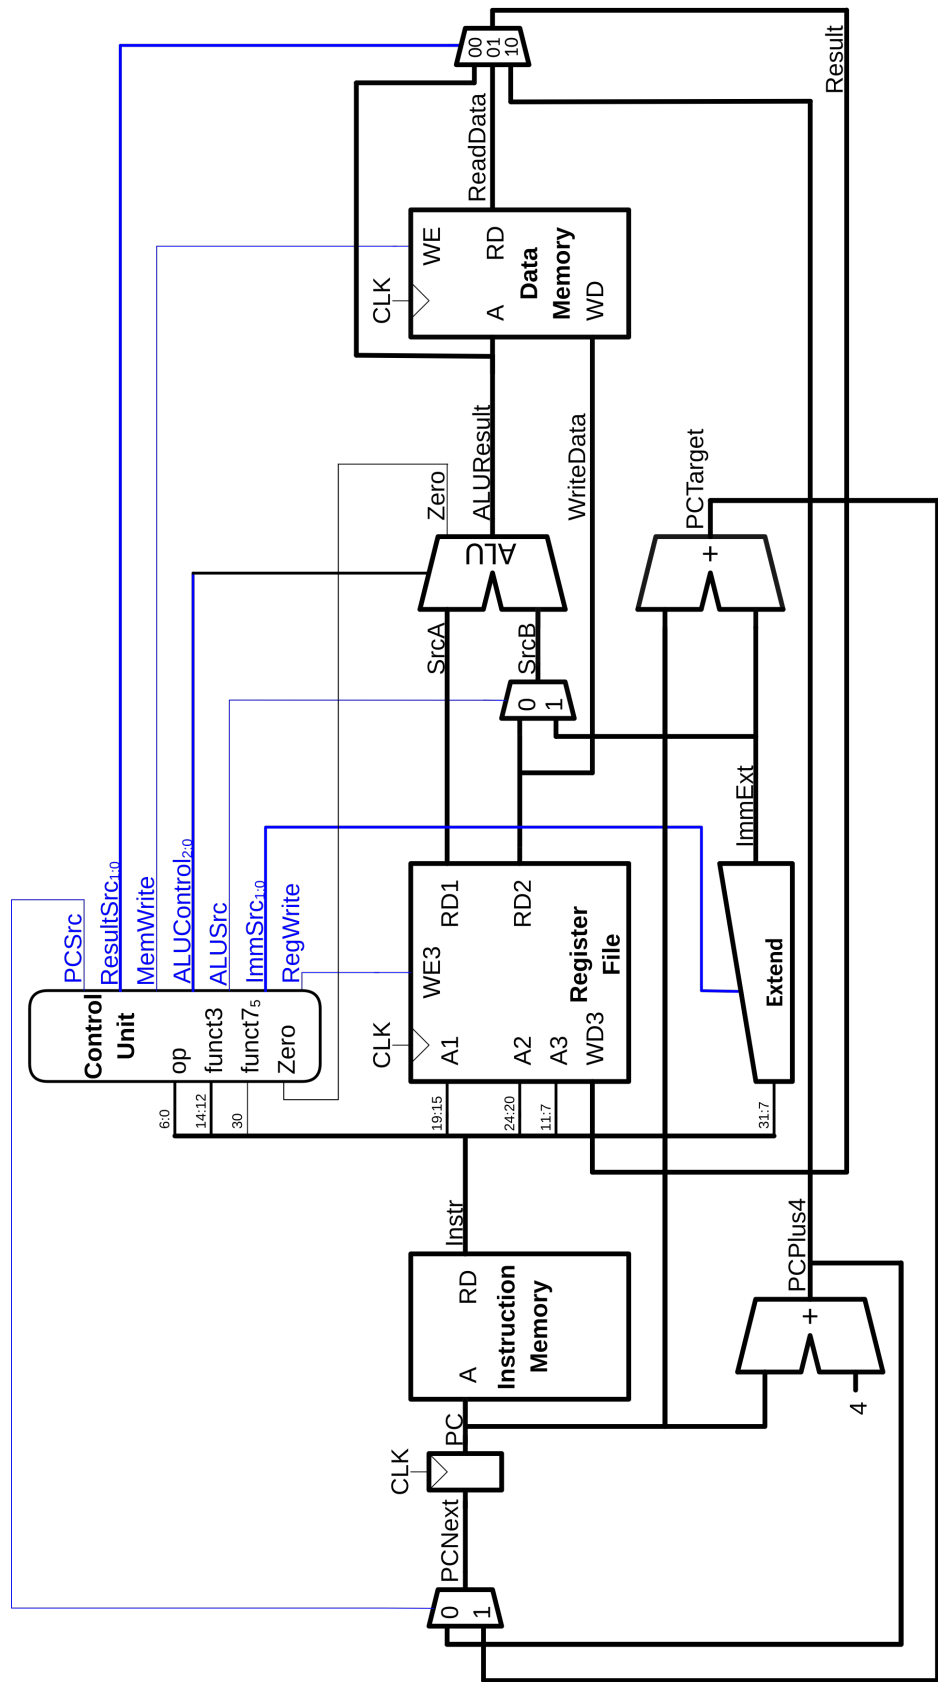 PCSrc
ResultSrc1:0
MemWrite
ALUControl2:0
ALUSrc
ImmSrc1:0
RegWrite
Control
Unit
op
funct3
funct75
Zero
6:0
14:12
30
PCNext
0
1
CLK
PC
A
RD
Instruction
Memory
Instr
19:15
24:20
11:7
31:7
CLK
A1
A2
A3
WD3
WE3
RD1
RD2
Register
File
Extend
ImmExt
0
1
SrcA
SrcB
ALU
Zero
ALUResult
WriteData
+
PCTarget
CLK
WE
A
RD
Data
Memory
WD
ReadData
00
01
10
Result
4
+
PCPlus4